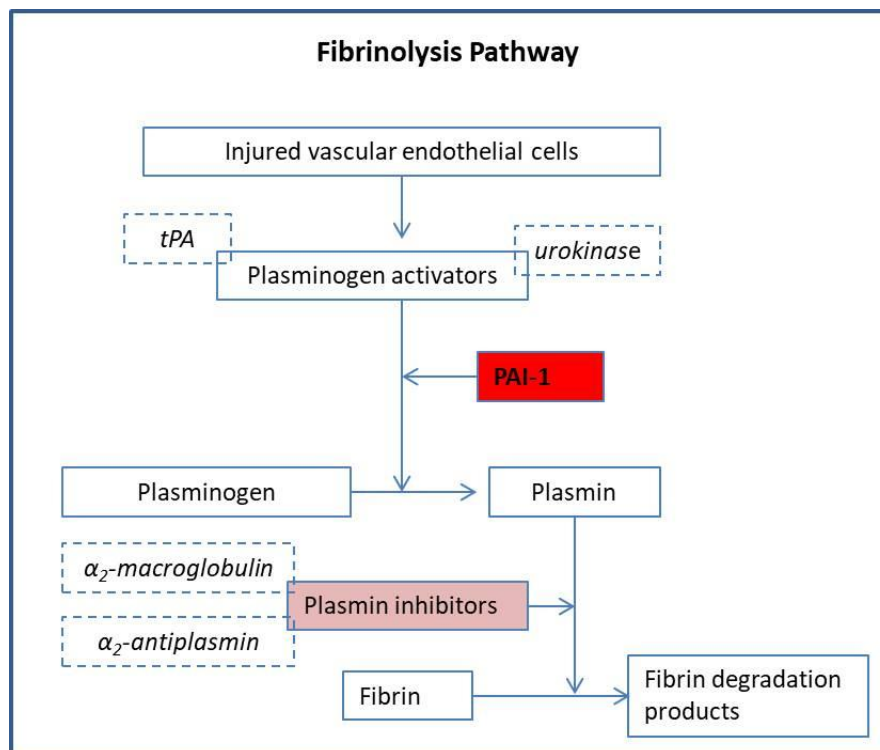 Fibrinolysis Pathway
Injured vascular endothelial cells
tPA
urokinase
Plasminogen activators
PAI-1
Plasminogen
Plasmin
α₂-macroglobulin
Plasmin inhibitors
α₂-antiplasmin
Fibrin
Fibrin degradation
products